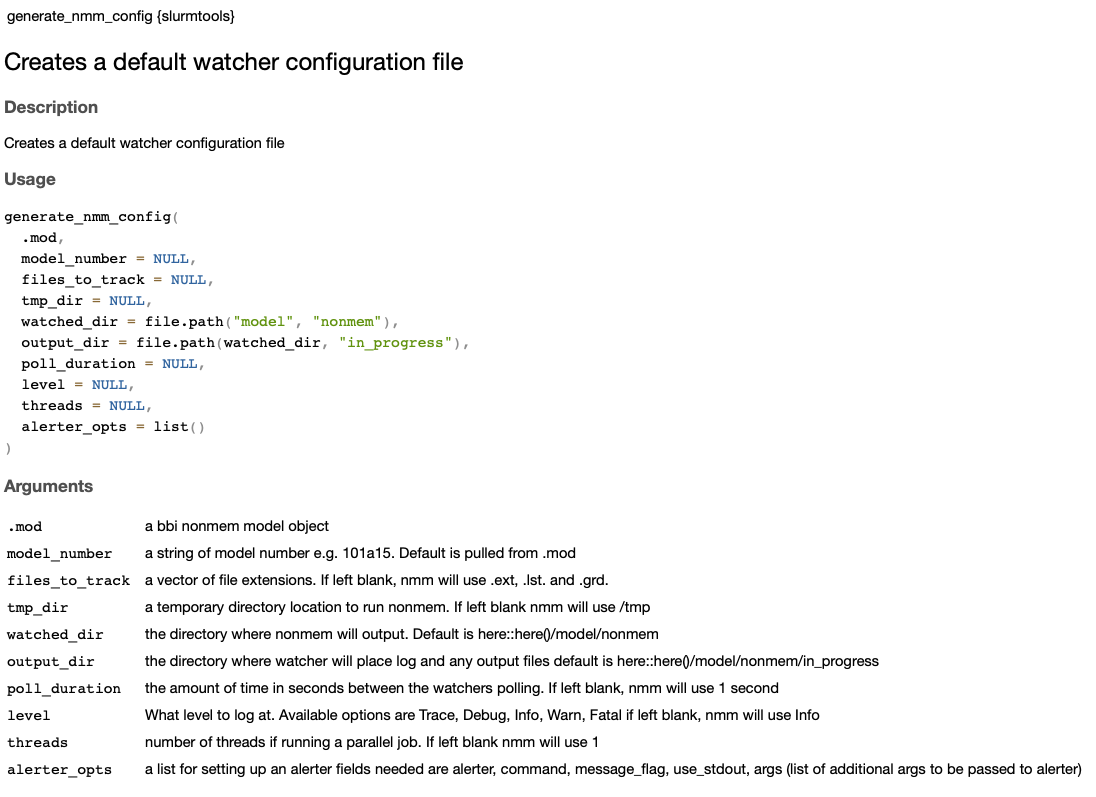 generate_nmm_config {slurmtools}
Creates a default watcher configuration file
Description
Creates a default watcher configuration file
Usage
generate_nmm_config(
  .mod,
  model_number = NULL,
  files_to_track = NULL,
  tmp_dir = NULL,
  watched_dir = file.path("model", "nonmem"),
  output_dir = file.path(watched_dir, "in_progress"),
  poll_duration = NULL,
  level = NULL,
  threads = NULL,
  alerter_opts = list()
)
Arguments
.mod a bbi nonmem model object
model_number a string of model number e.g. 101a15. Default is pulled from .mod
files_to_track a vector of file extensions. If left blank, nmm will use .ext, .lst. and .grd.
tmp_dir a temporary directory location to run nonmem. If left blank nmm will use /tmp
watched_dir the directory where nonmem will output. Default is here::here()/model/nonmem
output_dir the directory where watcher will place log and any output files default is here::here()/model/nonmem/in_progress
poll_duration the amount of time in seconds between the watchers polling. If left blank, nmm will use 1 second
level What level to log at. Available options are Trace, Debug, Info, Warn, Fatal if left blank, nmm will use Info
threads number of threads if running a parallel job. If left blank nmm will use 1
alerter_opts a list for setting up an alerter fields needed are alerter, command, message_flag, use_stdout, args (list of additional args to be passed to alerter)